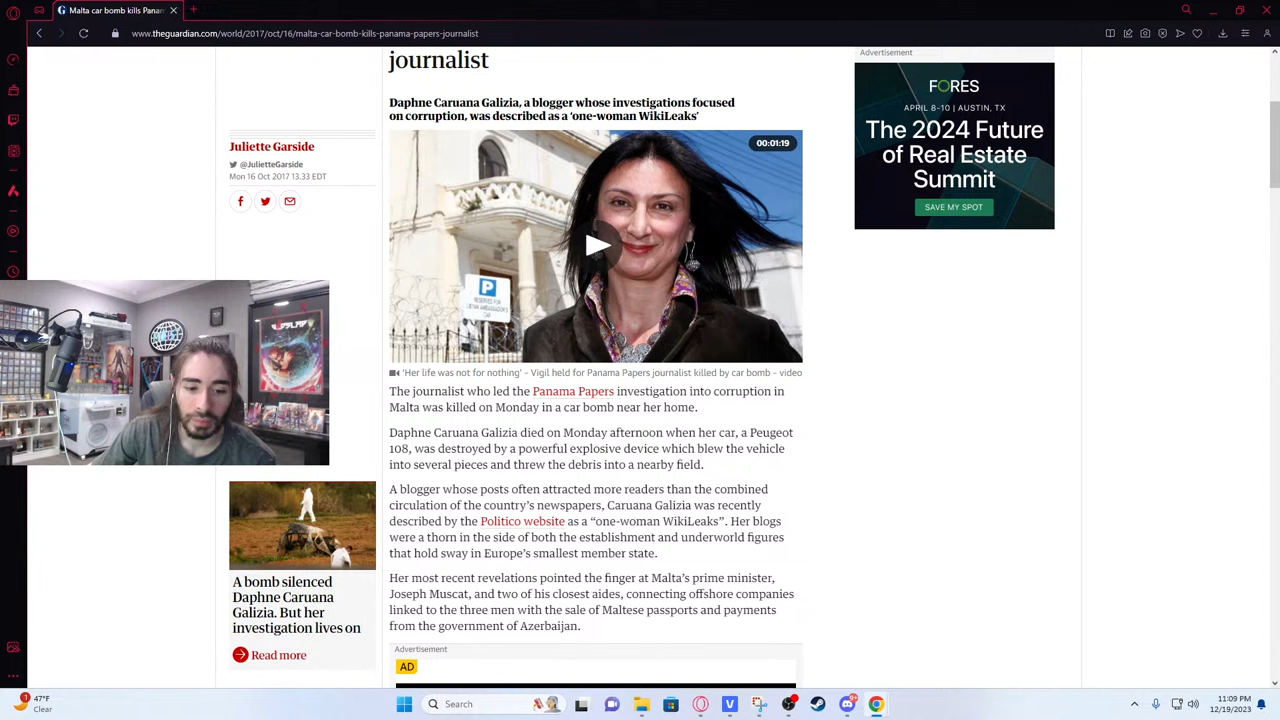 Malta car bomb kills Panam
www.theguardian.com/world/2017/oct/16/malta-car-bomb-kills-panama-papers-journalist
journalist
Daphne Caruana Galizia, a blogger whose investigations focused
on corruption, was described as a ‘one-woman WikiLeaks’
Juliette Garside
@JulietteGarside
Mon 16 Oct 2017 13.33 EDT
00:01:19
P
RESERVED FOR
‘Her life was not for nothing’ - Vigil held for Panama Papers journalist killed by car bomb – video
The journalist who led the Panama Papers investigation into corruption in
Malta was killed on Monday in a car bomb near her home.
Daphne Caruana Galizia died on Monday afternoon when her car, a Peugeot
108, was destroyed by a powerful explosive device which blew the vehicle
into several pieces and threw the debris into a nearby field.
A blogger whose posts often attracted more readers than the combined
circulation of the country’s newspapers, Caruana Galizia was recently
described by the Politico website as a “one-woman WikiLeaks”. Her blogs
were a thorn in the side of both the establishment and underworld figures
that hold sway in Europe’s smallest member state.
Her most recent revelations pointed the finger at Malta’s prime minister,
Joseph Muscat, and two of his closest aides, connecting offshore companies
linked to the three men with the sale of Maltese passports and payments
from the government of Azerbaijan.
Advertisement
AD
A bomb silenced
Daphne Caruana
Galizia. But her
investigation lives on
Read more
Advertisement
FORES
APRIL 8-10 | AUSTIN, TX
The 2024 Future
of Real Estate
Summit
SAVE MY SPOT
1
47°F
Clear
Search
11:09 PM
12/19/2023